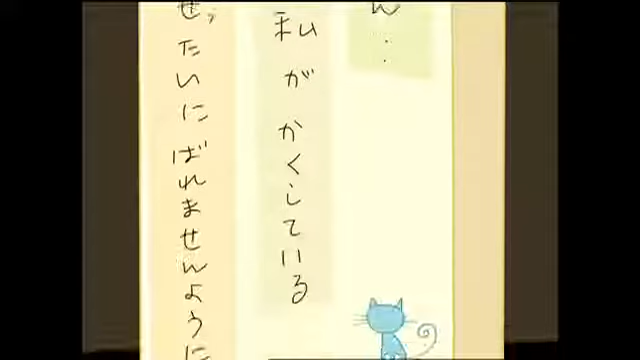 ん…
私がかくしている
ぜったいにばれませんように